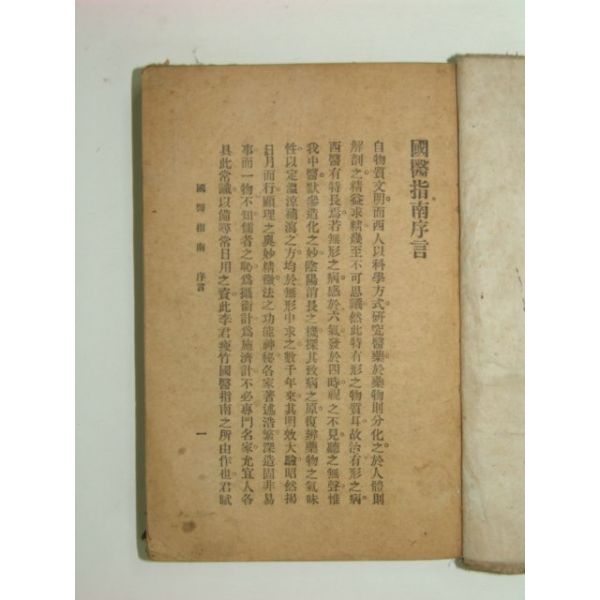 國醫指南序言
自物質文明而西人以科學方式研究醫藥於藥物則分化之於人體則
解剖之精益求精幾至不可思議然此特有形之物質耳故治有形之病
西醫有特長焉若無形之病感於六氣發於四時視之不見聽之無聲惟
我中醫默參造化之妙陰陽消長之機探其致病之原復辨藥物之氣味
性以定溫涼補瀉之方均於無形中求之數千年來其明效大驗昭然揭
日月而行顧理之奧妙精微法之功能神秘各家著述浩繁深造固非易
事而一物不知儒者之恥為攝衛計為施濟計不必專門名家尤宜人各
具此常識以備尋常日用之資此李君瘦竹國醫指南之所由作也君賦
國醫指南 序言 一